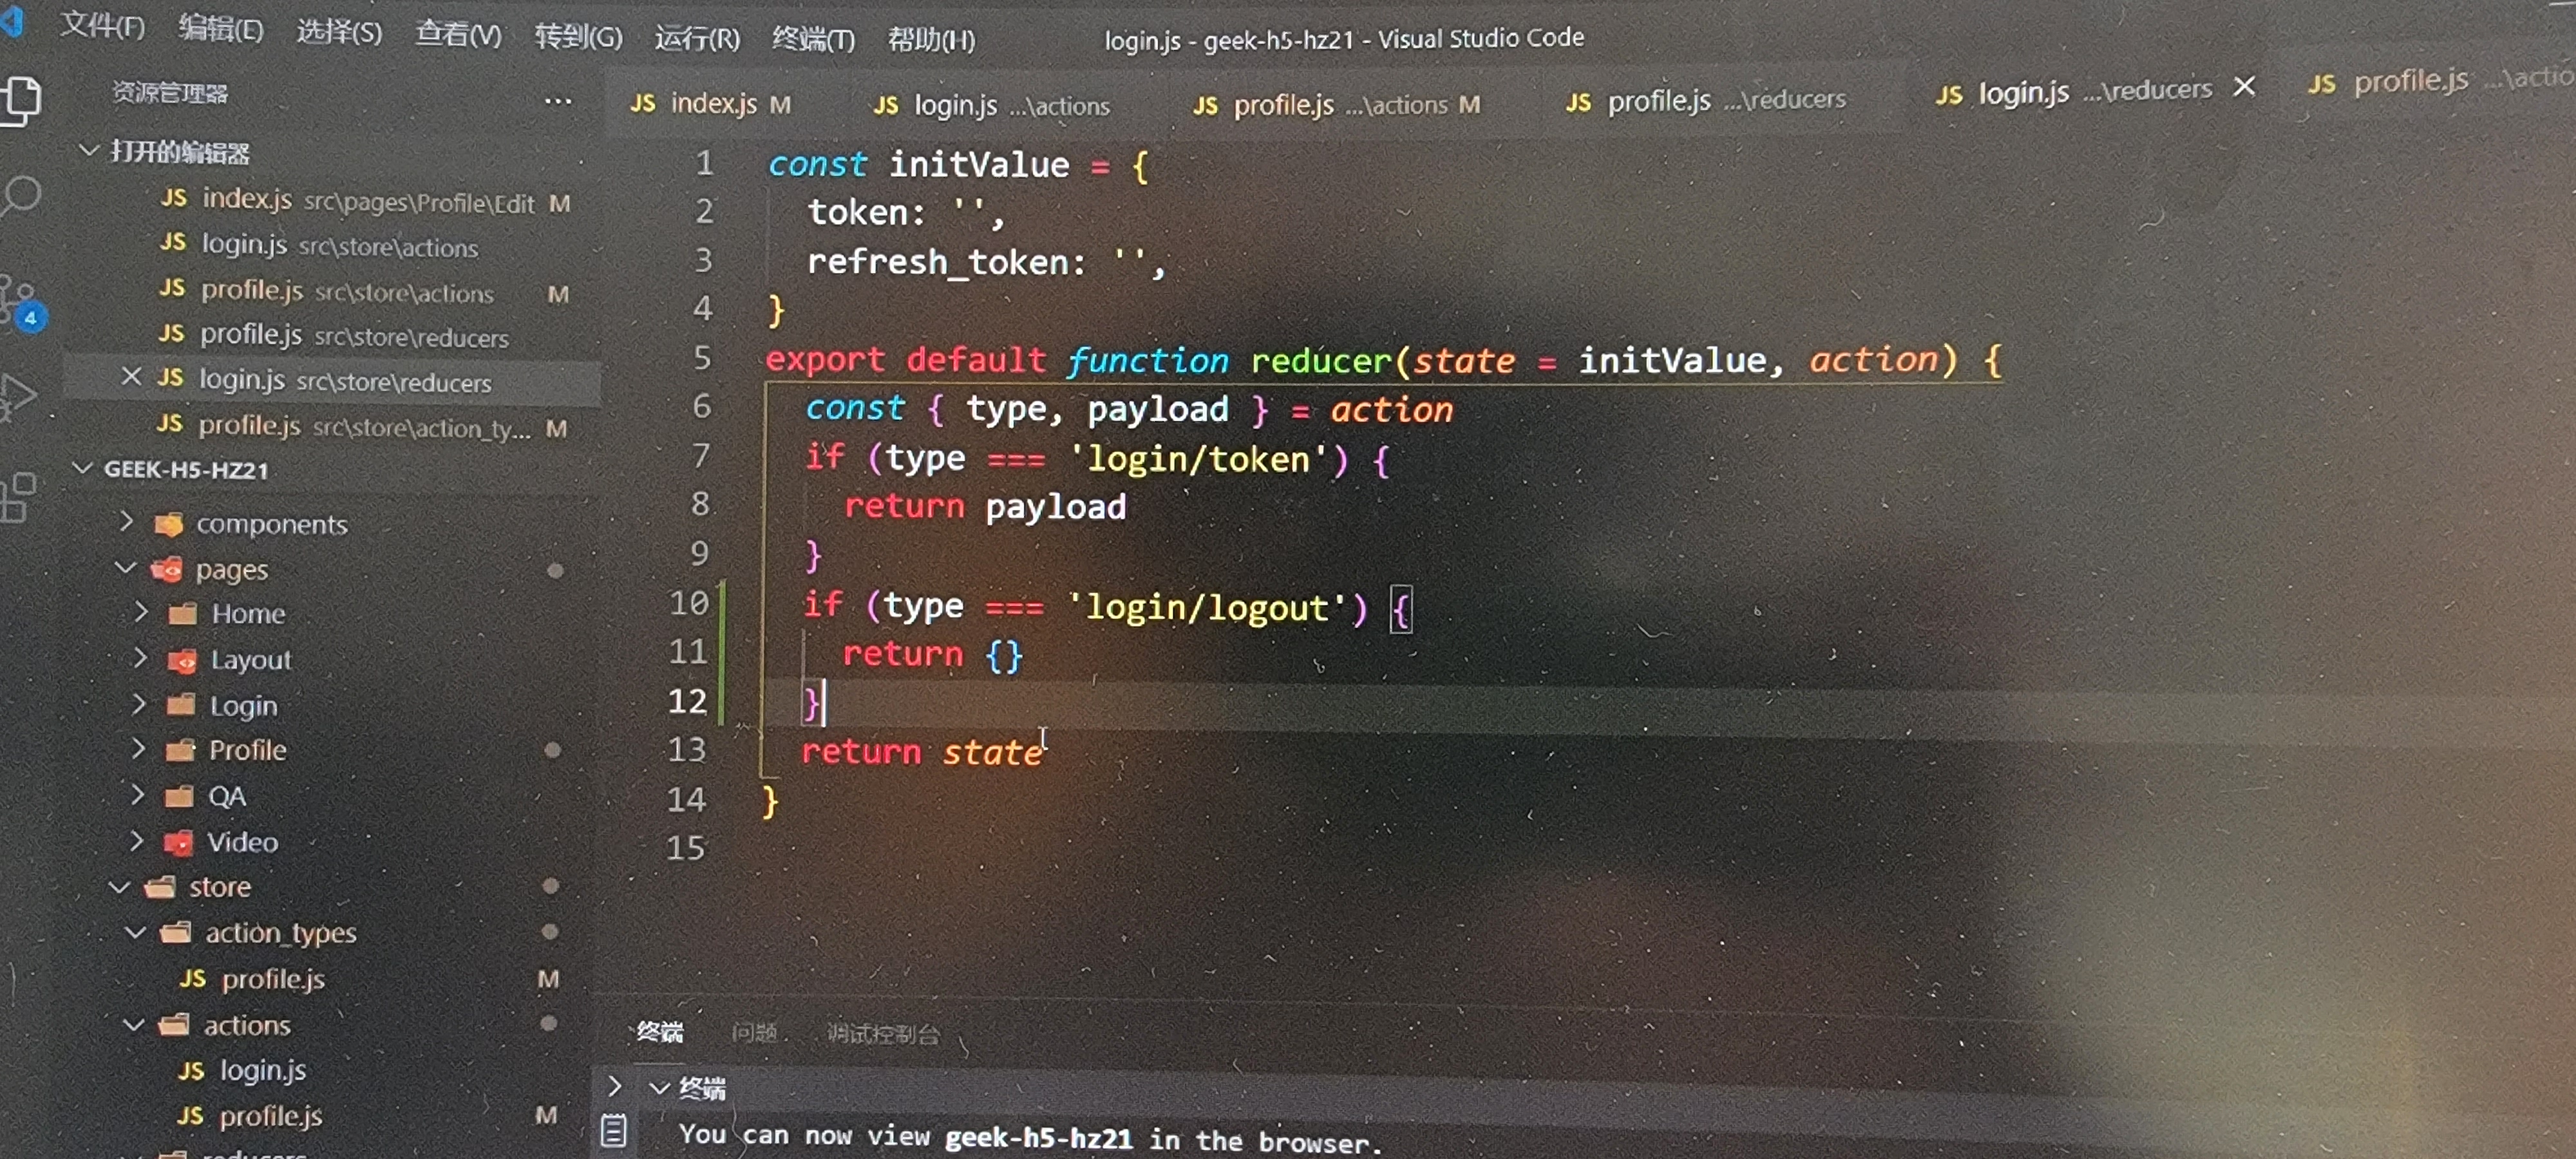 文件(F) 编辑(E) 选择(S) 查看(V) 转到(G) 运行(R) 终端(T) 帮助(H) login.js - geek-h5-hz21 - Visual Studio Code
资源管理器 ...
打开的编辑器
JS index.js src\pages\Profile\Edit M
JS login.js src\store\actions
JS profile.js src\store\actions M
JS profile.js src\store\reducers
JS login.js src\store\reducers
JS profile.js src\store\action_ty... M
4
GEEK-H5-HZ21
components
pages
Home
Layout
Login
Profile
QA
Video
store
action_types
JS profile.js M
actions
JS login.js
JS profile.js M
reducers
JS index.js M JS login.js ...\actions JS profile.js ...\actions M JS profile.js ...\reducers JS login.js ...\reducers JS profile.js ...\actio
1 const initValue = {
2 token: '',
3 refresh_token: '',
4 }
5 export default function reducer(state = initValue, action) {
6 const { type, payload } = action
7 if (type === 'login/token') {
8 return payload
9 }
10 if (type === 'login/logout') {
11 return {}
12 }
13 return state
14 }
15
终端 问题 调试控制台
终端
You can now view geek-h5-hz21 in the browser.